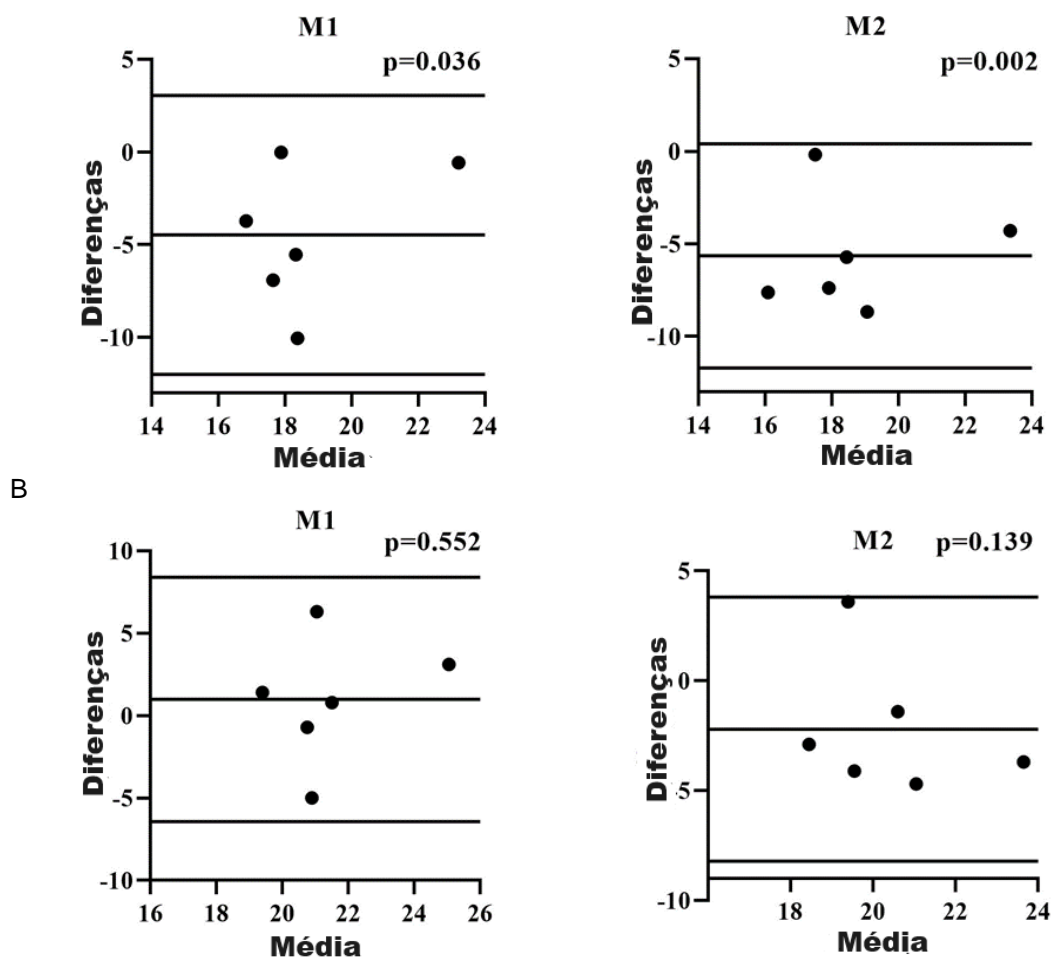 M1
p=0.036
5
0
-5
-10
Diferenças
14 16 18 20 22 24
Média
M2
p=0.002
5
0
-5
-10
Diferenças
14 16 18 20 22 24
Média
B
M1
p=0.552
10
5
0
-5
-10
Diferenças
16 18 20 22 24 26
Média
M2 p=0.139
5
0
-5
-10
Diferenças
18 20 22 24
Média